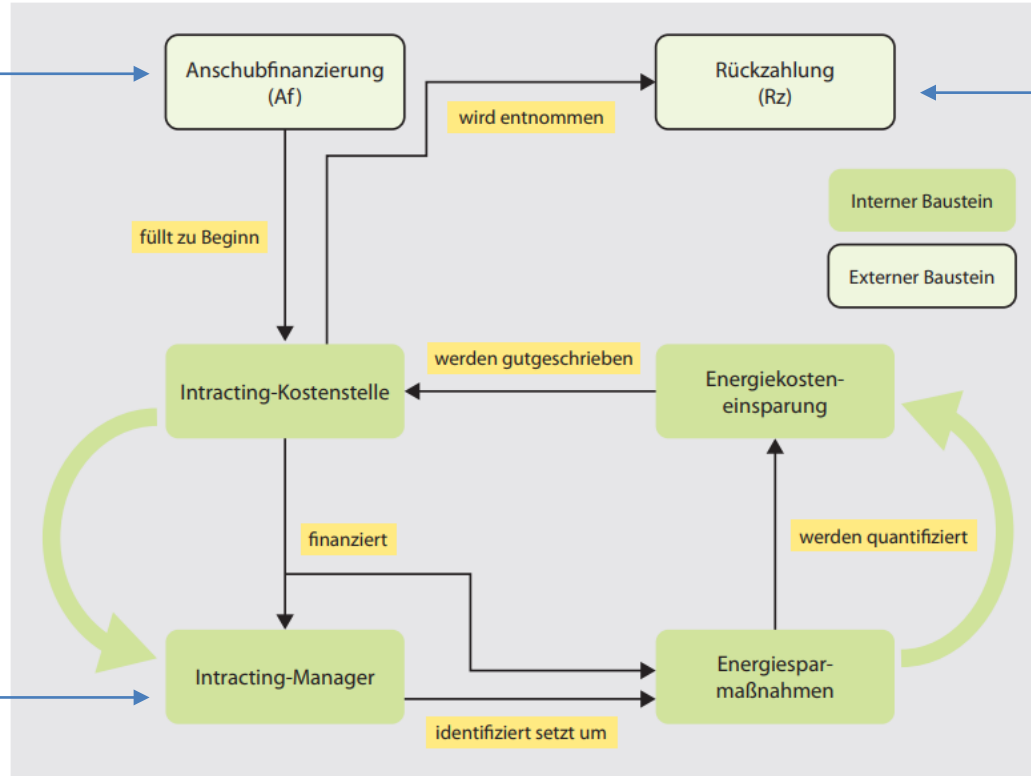 Anschubfinanzierung
(Af)
Rückzahlung
(Rz)
wird entnommen
Interner Baustein
füllt zu Beginn
Externer Baustein
werden gutgeschrieben
Intracting-Kostenstelle
Energiekosten-
einsparung
finanziert
werden quantifiziert
Intracting-Manager
Energiespar-
maßnahmen
identifiziert setzt um